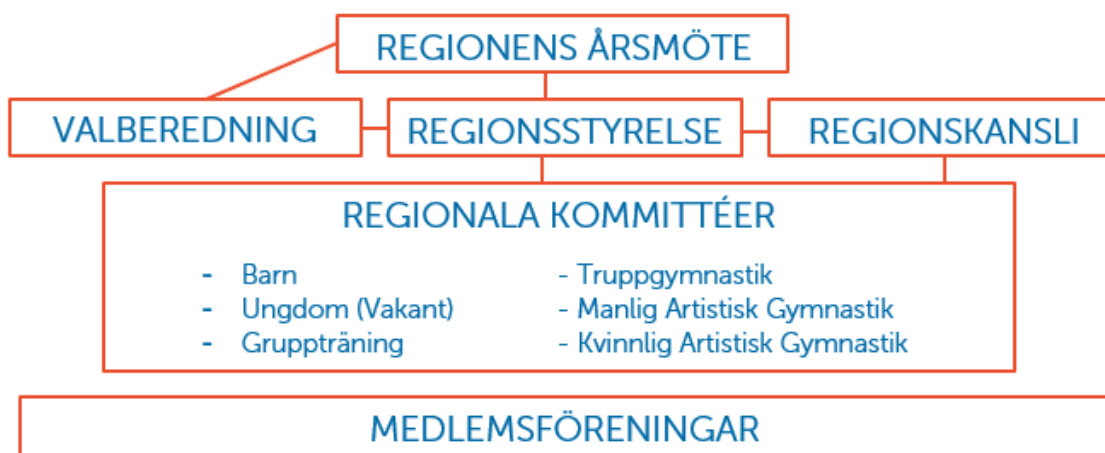 REGIONENS ÅRSMÖTE
VALBEREDNING
REGIONSSTYRELSE
REGIONSKANSLI
REGIONALA KOMMITTÉER
- Barn
- Ungdom (Vakant)
- Gruppträning
- Truppgymnastik
- Manlig Artistisk Gymnastik
- Kvinnlig Artistisk Gymnastik
MEDLEMSFÖRENINGAR